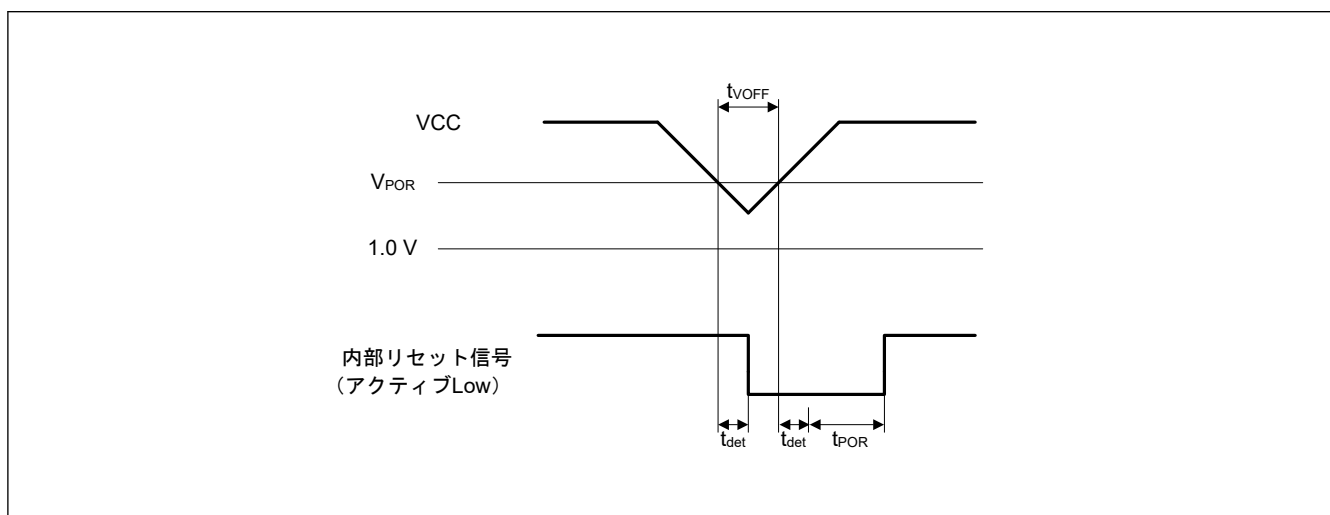 tVOFF
VCC
VPOR
1.0 V
内部リセット信号
（アクティブLow）
tdet
tdet
tPOR